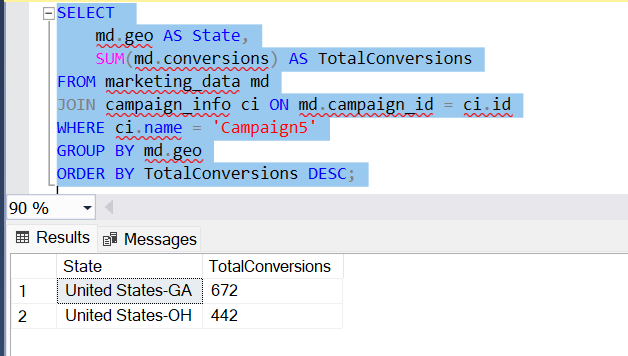 SELECT
md.geo AS State,
SUM(md.conversions) AS TotalConversions
FROM marketing_data md
JOIN campaign_info ci ON md.campaign_id = ci.id
WHERE ci.name = 'Campaign5'
GROUP BY md.geo
ORDER BY TotalConversions DESC;
90 %
Results Messages
State TotalConversions
1 United States-GA 672
2 United States-OH 442